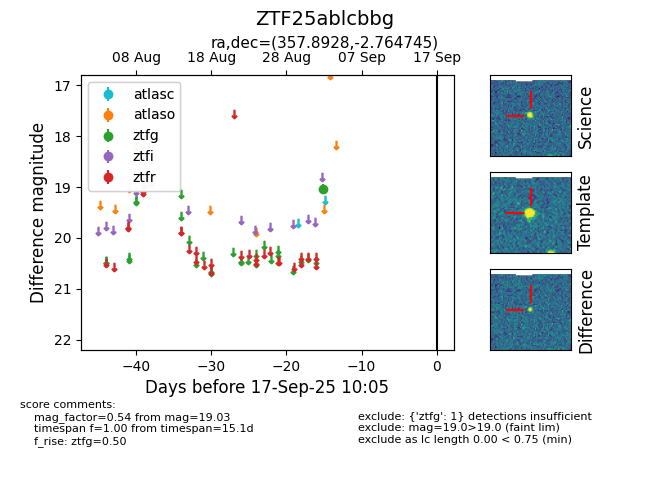 ZTF25ablcbbg
ra,dec=(357.8928,-2.764745)
08 Aug 18 Aug 28 Aug 07 Sep 17 Sep
17
18
19
20
21
22
Difference magnitude
atlasc
atlaso
ztfg
ztfi
ztfr
−40 −30 −20 −10 0
Days before 17-Sep-25 10:05
Science
Template
Difference
score comments:
mag_factor=0.54 from mag=19.03
timespan f=1.00 from timespan=15.1d
f_rise: ztfg=0.50
exclude: {'ztfg': 1} detections insufficient
exclude: mag=19.0>19.0 (faint lim)
exclude as lc length 0.00 < 0.75 (min)